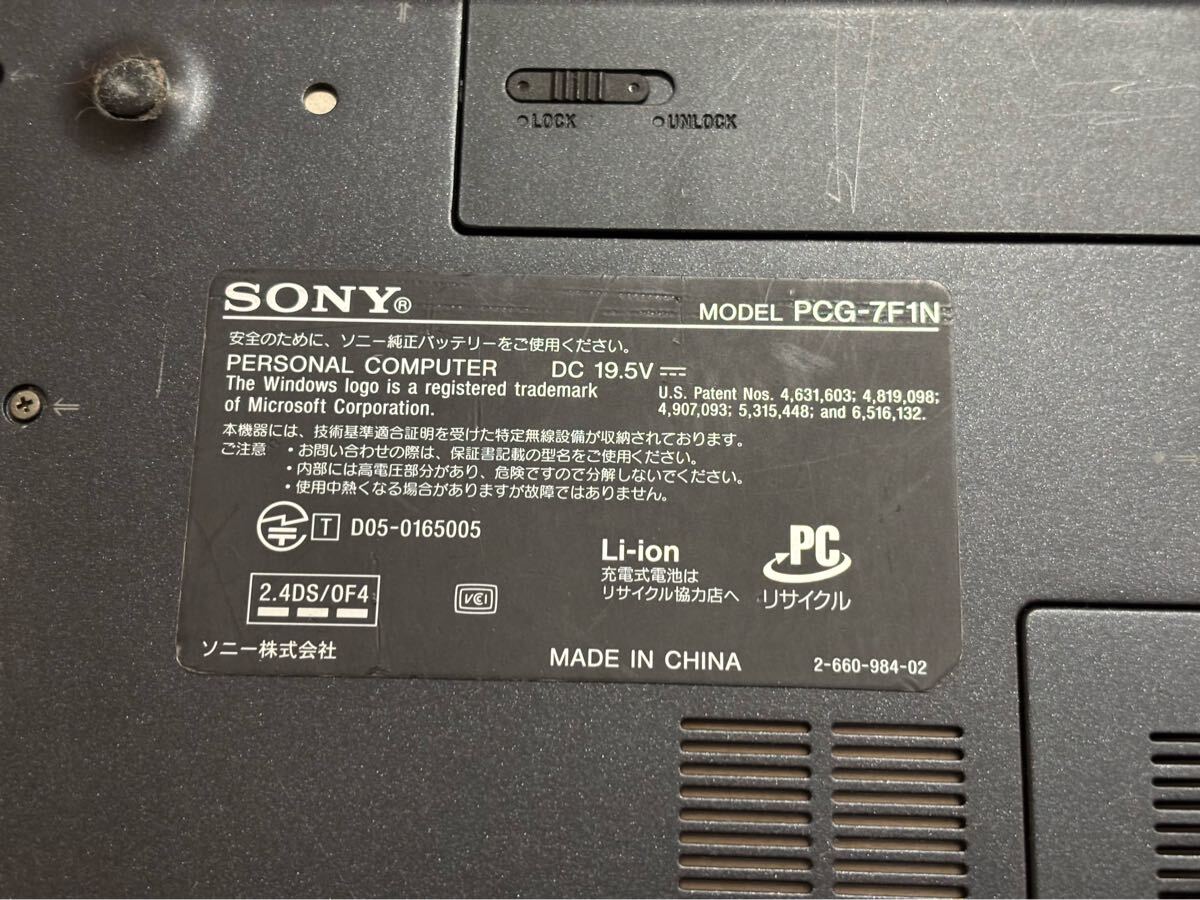 LOCK UNLOCK
SONY® MODEL PCG-7F1N
安全のために、ソニー純正バッテリーをご使用ください。
PERSONAL COMPUTER DC 19.5V
The Windows logo is a registered trademark
of Microsoft Corporation.
U.S. Patent Nos. 4,631,603; 4,819,098;
4,907,093; 5,315,448; and 6,516,132.
本機器には、技術基準適合証明を受けた特定無線設備が収納されております。
ご注意 ・お問い合わせの際は、保証書記載の型名をご使用ください。
・内部には高電圧部分があり、危険ですので分解しないでください。
・使用中熱くなる場合がありますが故障ではありません。
T D05-0165005
2.4DS/OF4
VCI
Li-ion
充電式電池は
リサイクル協力店へ
PC
リサイクル
ソニー株式会社
MADE IN CHINA
2-660-984-02